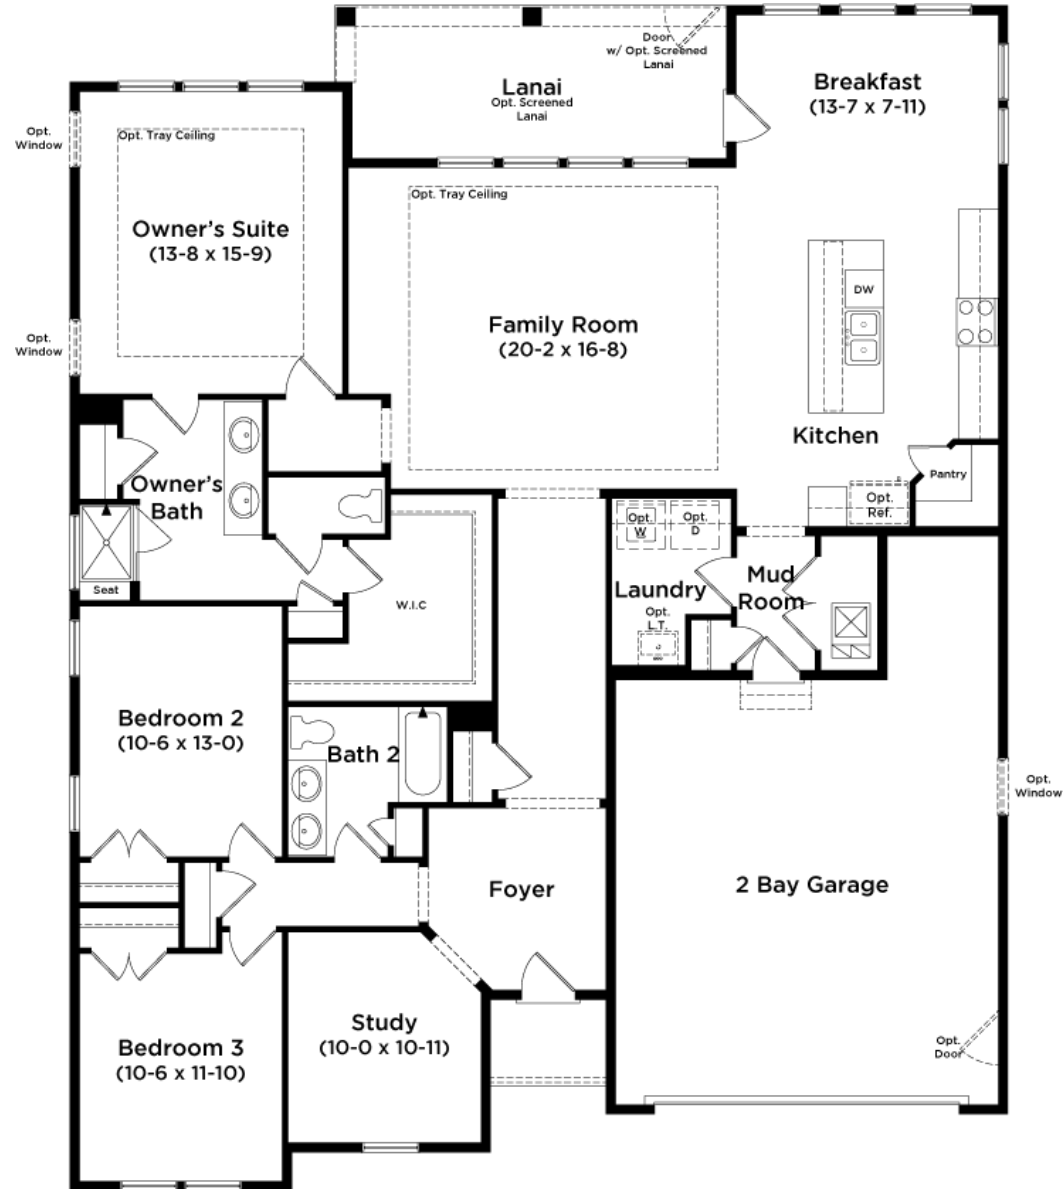 Door
w/ Opt. Screened
Lanai
Lanai
Opt. Screened
Lanai
Breakfast
(13-7 x 7-11)
Opt.
Window
Opt. Tray Ceiling
Opt. Tray Ceiling
Owner's Suite
(13-8 x 15-9)
DW
Opt.
Window
Family Room
(20-2 x 16-8)
Kitchen
Pantry
Opt.
Ref.
Owner's
Bath
Seat
W.I.C
Opt.
W
Opt.
D
Laundry
Opt.
L.T.
Mud
Room
Bedroom 2
(10-6 x 13-0)
Bath 2
Opt.
Window
Foyer
2 Bay Garage
Study
(10-0 x 10-11)
Bedroom 3
(10-6 x 11-10)
Opt.
Door